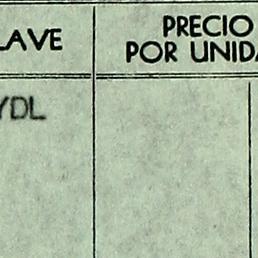 LAVE
PRECIO
POR UNIDA
YDL